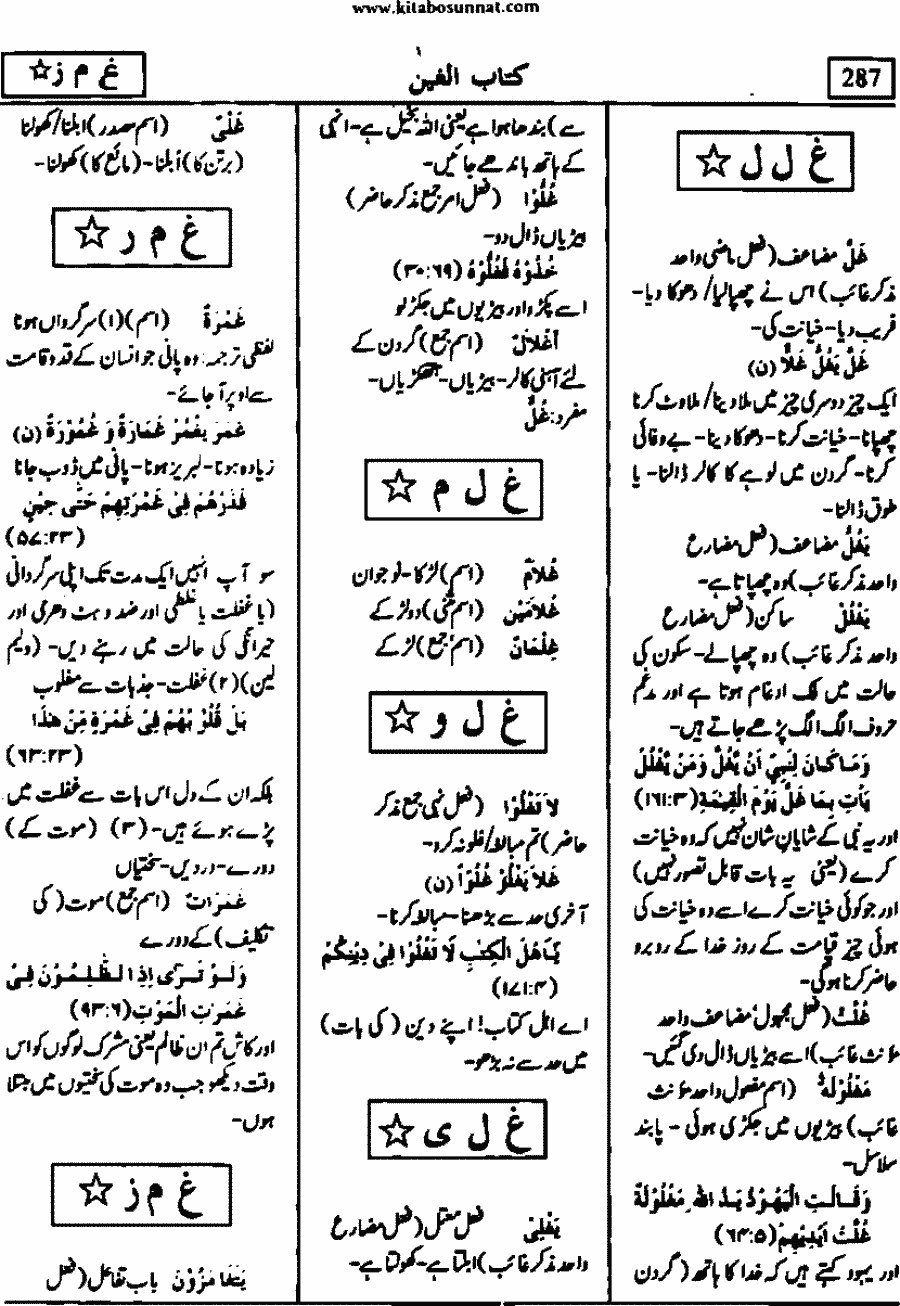 www.kitabosunnat.com
287
کتاب الغین
غ م ز ☆
غ ل ل ☆
غَلَّ مضاعف (فعل ماضی واحد
مذکر غائب) اس نے چھپالیا/ دھوکا دیا-
فریب دیا- خیانت کی-
غَلَّ يَغُلُّ غَلًّا (ن)
ایک چیز دوسری چیز میں ملا دینا/ ملاوٹ کرنا
چھپانا- خیانت کرنا- دھوکا دینا- بے وفائی
کرنا- گردن میں لوہے کا کالر ڈالنا- یا
طوق ڈالنا-
يَغُلُّ مضاعف (فعل مضارع
واحد مذکر غائب) وہ چھپاتا ہے-
يَغْلُلْ ساکن (فعل مضارع
واحد مذکر غائب) وہ چھپالے- سکون کی
حالت میں فک ادغام ہوتا ہے اور مدغم
حروف الگ الگ پڑھے جاتے ہیں-
وَمَا كَانَ لِنَبِيٍّ أَنْ يَّغُلَّ وَمَنْ يَّغْلُلْ
يَأْتِ بِمَا غَلَّ يَوْمَ الْقِيٰمَةِ (۱۶۱:۳)
اور یہ نبی کے شایانِ شان نہیں کہ وہ خیانت
کرے (یعنی یہ بات قابل تصور نہیں)
اور جو کوئی خیانت کرے اسے وہ خیانت کی
ہوئی چیز قیامت کے روز خدا کے روبرو
حاضر کرنا ہوگی-
غُلَّتْ (فعل مجہول مضاعف واحد
مؤنث غائب) اسے بیڑیاں ڈال دی گئیں-
مَغْلُوْلَةٌ (اسم مفعول واحد مؤنث
غائب) بیڑیوں میں جکڑی ہوئی- پابند
سلاسل-
وَقَالَتِ الْيَهُوْدُ يَدُ اللّٰهِ مَغْلُوْلَةٌ
غُلَّتْ اَيْدِيْهِمْ (۶۴:۵)
اور یہود کہتے ہیں کہ خدا کا ہاتھ (گردن
سے) بندھا ہوا ہے یعنی اللہ بخیل ہے- انہی
کے ہاتھ باندھے جائیں-
غُلُّوْا (فعل امر جمع مذکر حاضر)
بیڑیاں ڈال دو-
خُذُوْهُ فَغُلُّوْهُ (۳۰:۶۹)
اسے پکڑو اور بیڑیوں میں جکڑ لو
اَغْلَالٌ (اسم جمع) گردن کے
لئے آہنی کالر- بیڑیاں- ہتھکڑیاں-
مفرد: غُلٌّ
غ ل م ☆
غُلَامٌ (اسم) لڑکا- نوجوان
غُلَامَيْنِ (اسم مثنی) دو لڑکے
غِلْمَانٌ (اسم جمع) لڑکے
غ ل و ☆
لَا تَغْلُوْا (فعل نہی جمع مذکر
حاضر) تم مبالغہ/ غلو نہ کرو-
غَلَا يَغْلُوْ غُلُوًّا (ن)
آخری حد سے بڑھنا- مبالغہ کرنا-
يٰٓاَهْلَ الْكِتٰبِ لَا تَغْلُوْا فِيْ دِيْنِكُمْ
(۱۷۱:۴)
اے اہل کتاب! اپنے دین (کی بات)
میں حد سے نہ بڑھو-
غ ل ی ☆
يَغْلِيْ فعل معتل (فعل مضارع
واحد مذکر غائب) ابلتا ہے- کھولتا ہے-
غَلْيٌ (اسم مصدر) ابلنا/ کھولنا
(برتن کا) اُبلنا- (مائع کا) کھولنا-
غ م ر ☆
غَمْرَةٌ (اسم) (۱) سرگرداں ہونا
لفظی ترجمہ: وہ پانی جو انسان کے قد و قامت
سے اوپر آ جائے-
غَمَرَ يَغْمُرُ غَمَارَةً وَ غُمُوْرَةً (ن)
زیادہ ہونا- لبریز ہونا- پانی میں ڈوب جانا
فَذَرْهُمْ فِيْ غَمْرَتِهِمْ حَتّٰى حِيْنٍ
(۵۴:۲۳)
سو آپ انہیں ایک مدت تک اپنی سرگردانی
(یا غفلت یا غلطی اور ضد و ہٹ دھری اور
حیرانگی کی حالت میں رہنے دیں- (ولیم
لین) (۲) غفلت- جذبات سے مغلوب
بَلْ قُلُوْبُهُمْ فِيْ غَمْرَةٍ مِّنْ هٰذَا
(۶۳:۲۳)
بلکہ ان کے دل اس بات سے غفلت میں
پڑے ہوئے ہیں- (۳) (موت کے)
دورے- دردیں- سختیاں
غَمَرَاتٌ (اسم جمع) موت (کی
تکلیف) کے دورے
وَلَوْ تَرٰٓى اِذِ الظّٰلِمُوْنَ فِيْ
غَمَرٰتِ الْمَوْتِ (۹۳:۶)
اور کاش تم ان ظالم یعنی مشرک لوگوں کو اس
وقت دیکھو جب وہ موت کی سختیوں میں مبتلا
ہوں-
غ م ز ☆
يَتَغَامَزُوْنَ باب تفاعل (فعل